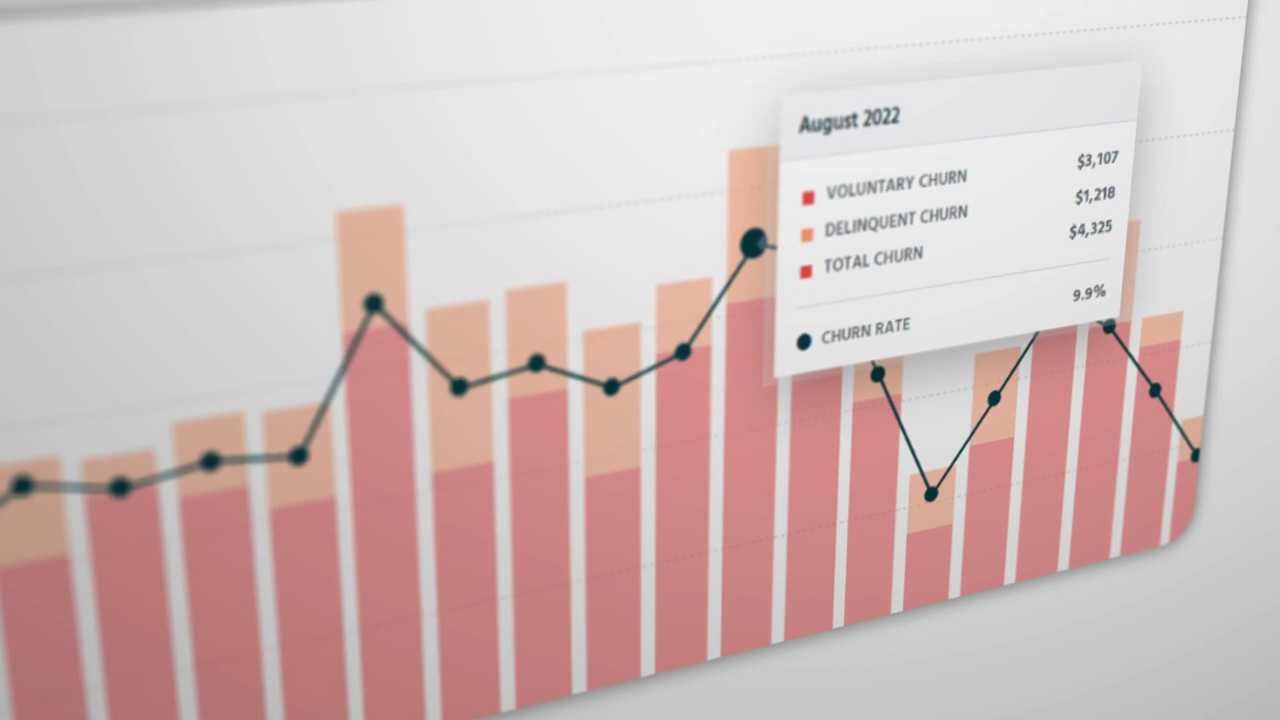 August 2022
VOLUNTARY CHURN $3,107
DELINQUENT CHURN $1,218
TOTAL CHURN $4,325
CHURN RATE 9.9%